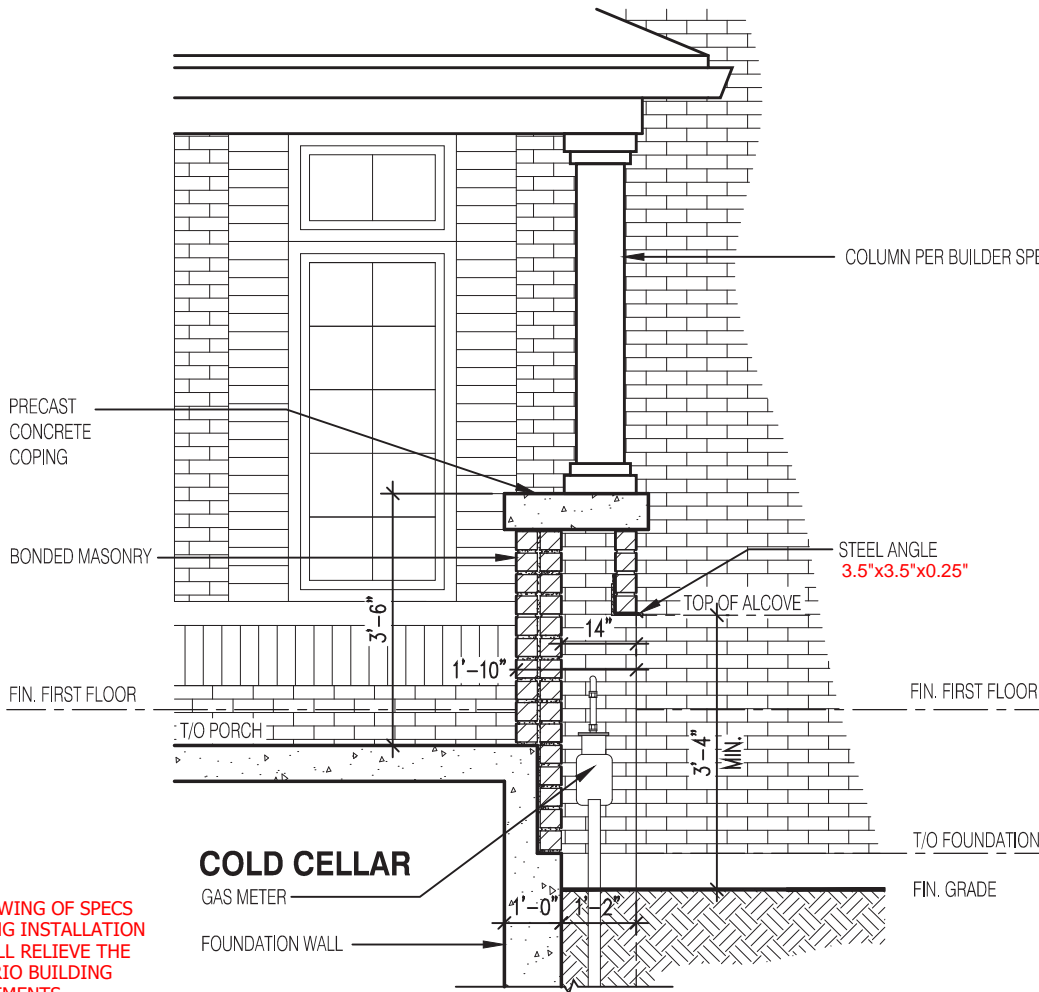 COLUMN PER BUILDER SPE
PRECAST
CONCRETE
COPING
BONDED MASONRY
STEEL ANGLE
3.5"x3.5"x0.25"
TOP OF ALCOVE
3'-6"
14"
1'-10"
FIN. FIRST FLOOR
FIN. FIRST FLOOR
T/O PORCH
3'-4"
MIN.
T/O FOUNDATION
COLD CELLAR
GAS METER
FIN. GRADE
1'-0"
1'-2"
FOUNDATION WALL
WING OF SPECS
NG INSTALLATION
LL RELIEVE THE
RIO BUILDING
EMENTS